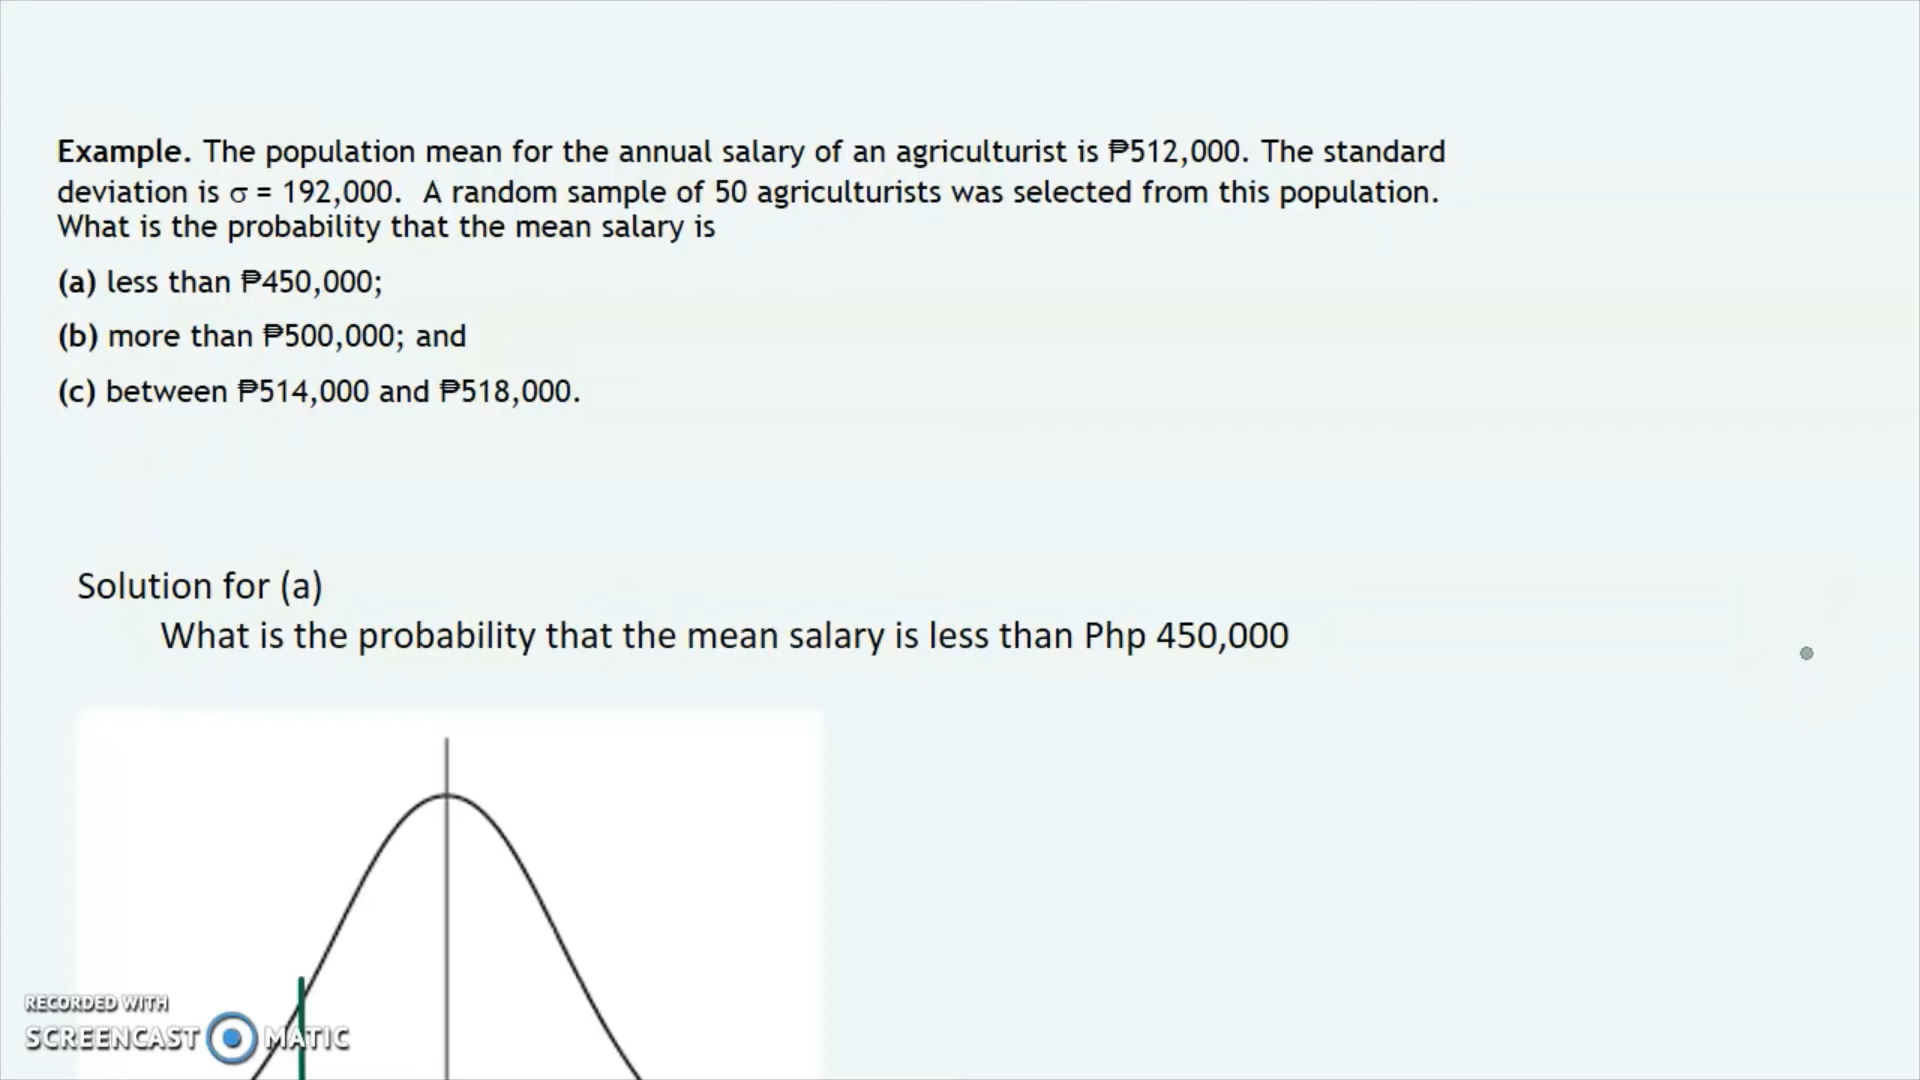 Example. The population mean for the annual salary of an agriculturist is ₱512,000. The standard
deviation is σ = 192,000. A random sample of 50 agriculturists was selected from this population.
What is the probability that the mean salary is
(a) less than ₱450,000;
(b) more than ₱500,000; and
(c) between ₱514,000 and ₱518,000.
Solution for (a)
What is the probability that the mean salary is less than Php 450,000
RECORDED WITH
SCREENCAST MATIC